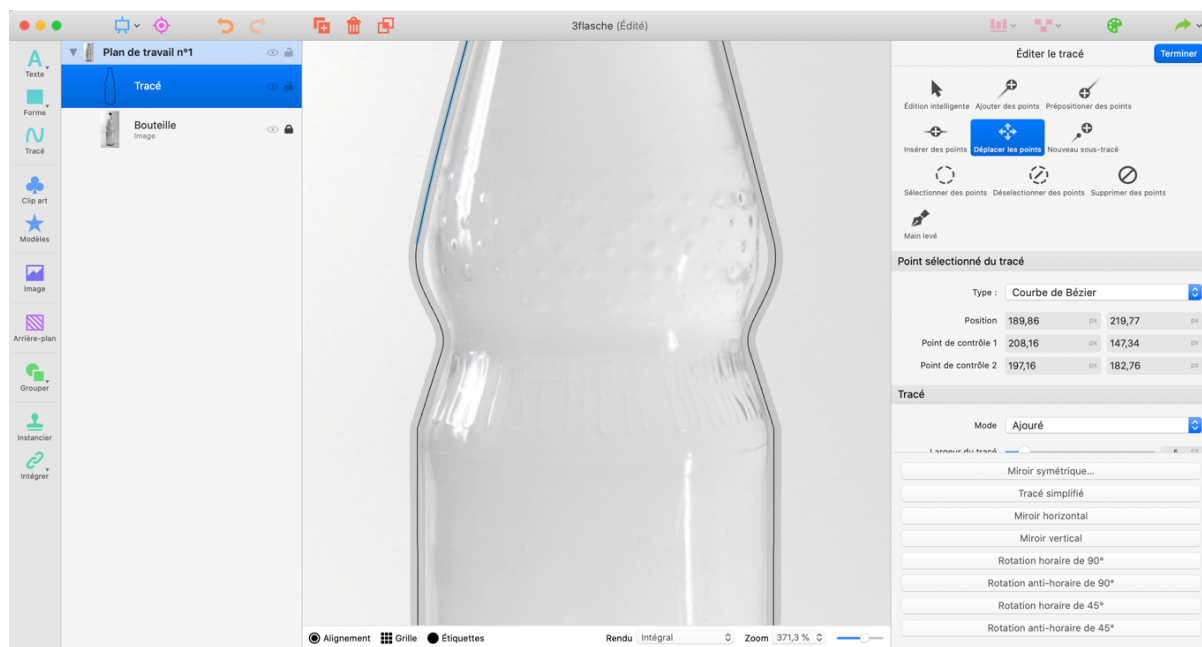 3flasche (Édité)
Texte
Forme
Tracé
Clip art
Modèles
Image
Arrière-plan
Grouper
Instancier
Intégrer
Plan de travail n°1
Tracé
Bouteille
Image
Alignement Grille Étiquettes Rendu Intégral Zoom 371,3 %
Éditer le tracé Terminer
Édition intelligente Ajouter des points Prépositioner des points
Insérer des points Déplacer les points Nouveau sous-tracé
Sélectionner des points Déselectionner des points Supprimer des points
Main levé
Point sélectionné du tracé
Type : Courbe de Bézier
Position 189,86 px 219,77 px
Point de contrôle 1 208,16 px 147,34 px
Point de contrôle 2 197,16 px 182,76 px
Tracé
Mode Ajouré
Largeur du tracé 5 px
Miroir symétrique...
Tracé simplifié
Miroir horizontal
Miroir vertical
Rotation horaire de 90°
Rotation anti-horaire de 90°
Rotation horaire de 45°
Rotation anti-horaire de 45°